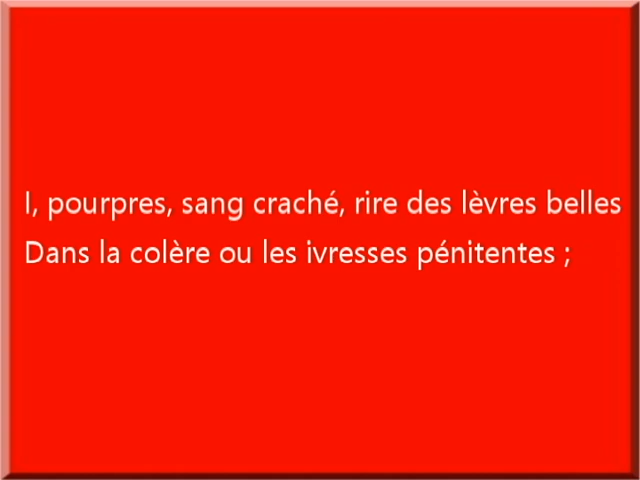 I, pourpres, sang craché, rire des lèvres belles
Dans la colère ou les ivresses pénitentes ;